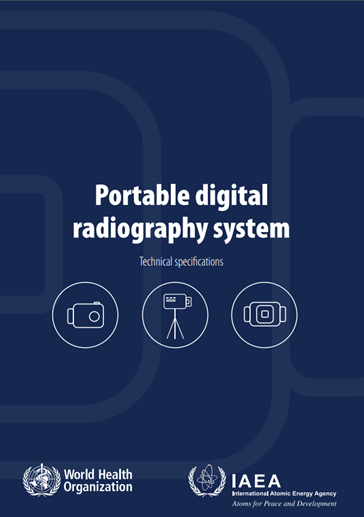 Portable digital
radiography system
Technical specifications
World Health
Organization
IAEA
International Atomic Energy Agency
Atoms for Peace and Development